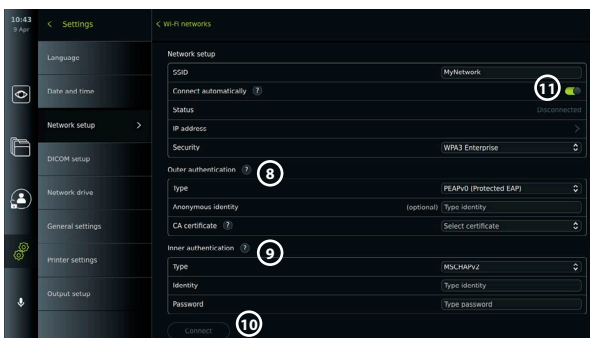 10:43
9 Apr
Settings
Wi-Fi networks
Language
Date and time
Network setup
DICOM setup
Network drive
General settings
Printer settings
Output setup
Network setup
SSID MyNetwork
Connect automatically ? 11
Status Disconnected
IP address
Security WPA3 Enterprise
Outer authentication ? 8
Type PEAPv0 (Protected EAP)
Anonymous identity (optional) Type identity
CA certificate ? Select certificate
Inner authentication ? 9
Type MSCHAPv2
Identity Type identity
Password Type password
Connect 10